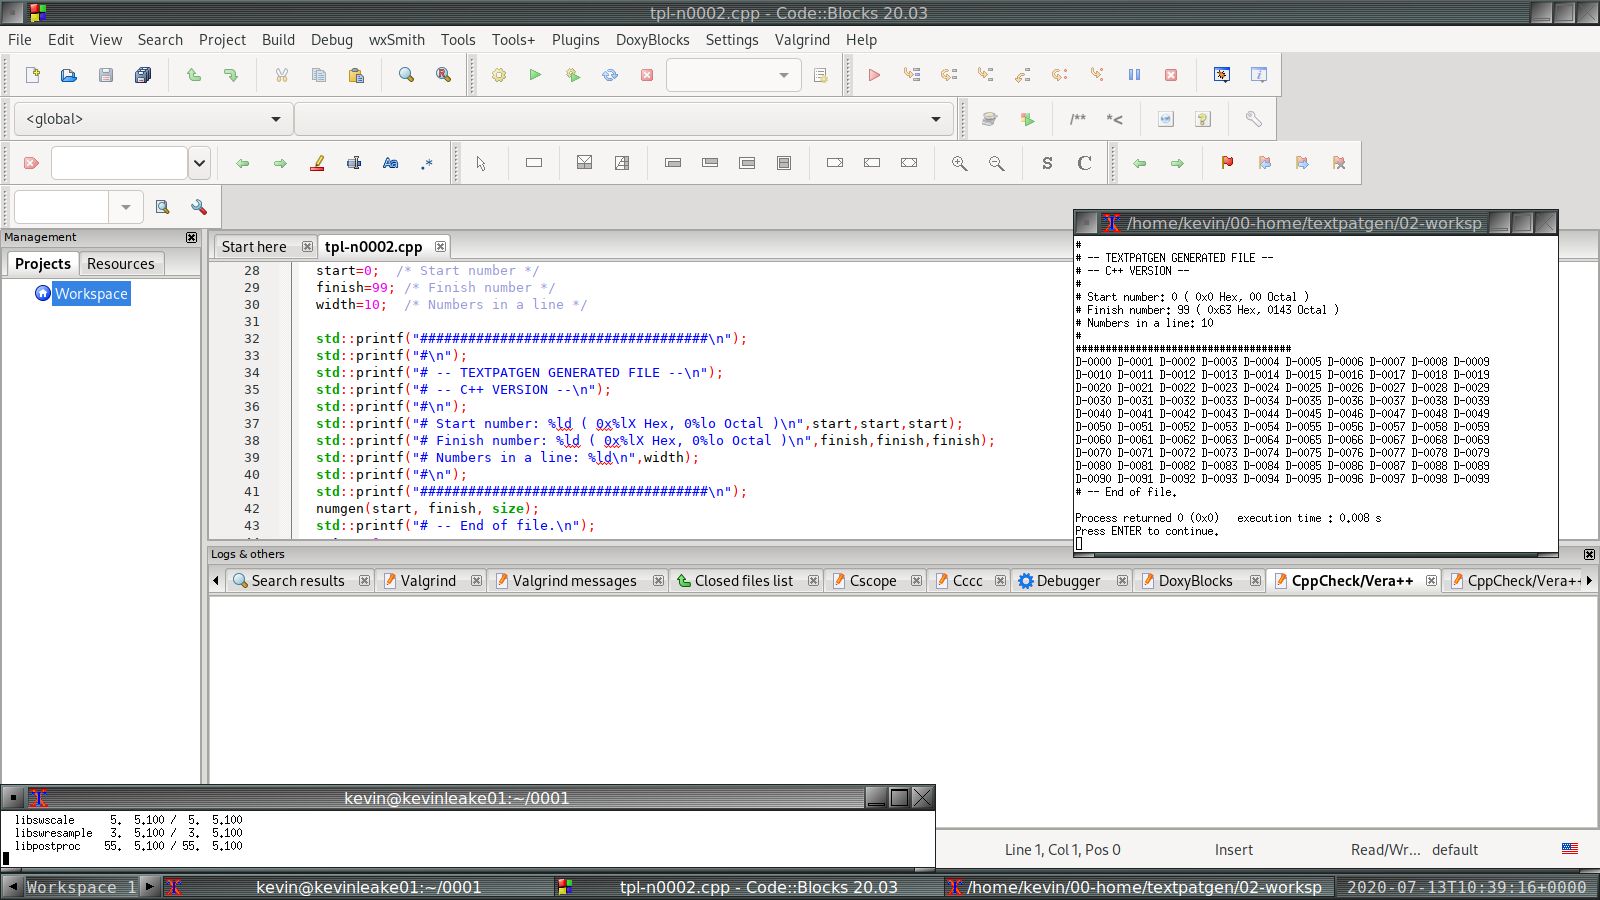 tpl-n0002.cpp - Code::Blocks 20.03
File Edit View Search Project Build Debug wxSmith Tools Tools+ Plugins DoxyBlocks Settings Valgrind Help
<global>
/** *<
Aa .*
S C
Management
Projects Resources
Workspace
Start here tpl-n0002.cpp
28 start=0; /* Start number */
29 finish=99; /* Finish number */
30 width=10; /* Numbers in a line */
31
32 std::printf("####################################\n");
33 std::printf("#\n");
34 std::printf("# -- TEXTPATGEN GENERATED FILE --\n");
35 std::printf("# -- C++ VERSION --\n");
36 std::printf("#\n");
37 std::printf("# Start number: %ld ( 0x%lX Hex, 0%lo Octal )\n",start,start,start);
38 std::printf("# Finish number: %ld ( 0x%lX Hex, 0%lo Octal )\n",finish,finish,finish);
39 std::printf("# Numbers in a line: %ld\n",width);
40 std::printf("#\n");
41 std::printf("####################################\n");
42 numgen(start, finish, size);
43 std::printf("# -- End of file.\n");
/home/kevin/00-home/textpatgen/02-worksp
#
# -- TEXTPATGEN GENERATED FILE --
# -- C++ VERSION --
#
# Start number: 0 ( 0x0 Hex, 00 Octal )
# Finish number: 99 ( 0x63 Hex, 0143 Octal )
# Numbers in a line: 10
#
####################################
D-0000 D-0001 D-0002 D-0003 D-0004 D-0005 D-0006 D-0007 D-0008 D-0009
D-0010 D-0011 D-0012 D-0013 D-0014 D-0015 D-0016 D-0017 D-0018 D-0019
D-0020 D-0021 D-0022 D-0023 D-0024 D-0025 D-0026 D-0027 D-0028 D-0029
D-0030 D-0031 D-0032 D-0033 D-0034 D-0035 D-0036 D-0037 D-0038 D-0039
D-0040 D-0041 D-0042 D-0043 D-0044 D-0045 D-0046 D-0047 D-0048 D-0049
D-0050 D-0051 D-0052 D-0053 D-0054 D-0055 D-0056 D-0057 D-0058 D-0059
D-0060 D-0061 D-0062 D-0063 D-0064 D-0065 D-0066 D-0067 D-0068 D-0069
D-0070 D-0071 D-0072 D-0073 D-0074 D-0075 D-0076 D-0077 D-0078 D-0079
D-0080 D-0081 D-0082 D-0083 D-0084 D-0085 D-0086 D-0087 D-0088 D-0089
D-0090 D-0091 D-0092 D-0093 D-0094 D-0095 D-0096 D-0097 D-0098 D-0099
# -- End of file.
Process returned 0 (0x0) execution time : 0.008 s
Press ENTER to continue.
Logs & others
Search results Valgrind Valgrind messages Closed files list Cscope Cccc Debugger DoxyBlocks CppCheck/Vera++ CppCheck/Vera++
kevin@kevinleake01:~/0001
libswscale 5. 5.100 / 5. 5.100
libswresample 3. 5.100 / 3. 5.100
libpostproc 55. 5.100 / 55. 5.100
Line 1, Col 1, Pos 0 Insert Read/Wr... default
Workspace 1 kevin@kevinleake01:~/0001 tpl-n0002.cpp - Code::Blocks 20.03 /home/kevin/00-home/textpatgen/02-worksp 2020-07-13T10:39:16+0000